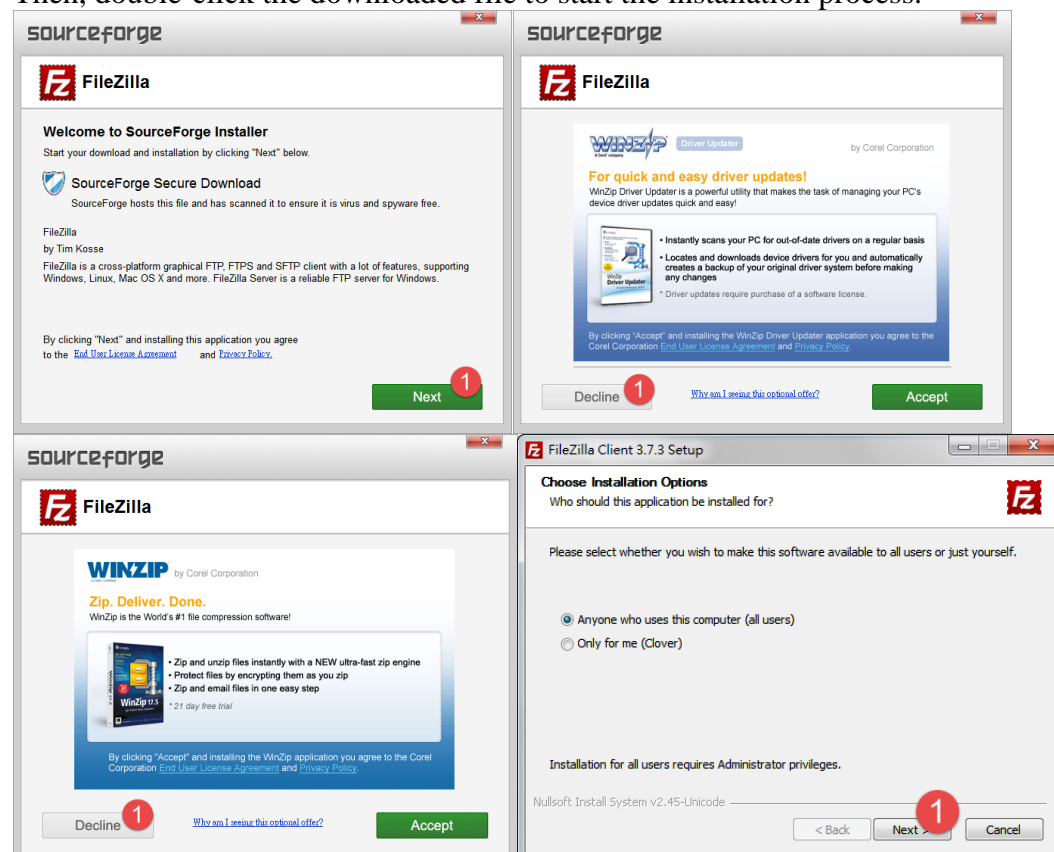 Then, double-click the downloaded file to start the installation process.
sourceforge
FileZilla
Welcome to SourceForge Installer
Start your download and installation by clicking "Next" below.
SourceForge Secure Download
SourceForge hosts this file and has scanned it to ensure it is virus and spyware free.
FileZilla
by Tim Kosse
FileZilla is a cross-platform graphical FTP, FTPS and SFTP client with a lot of features, supporting
Windows, Linux, Mac OS X and more. FileZilla Server is a reliable FTP server for Windows.
By clicking "Next" and installing this application you agree
to the End User License Agreement and Privacy Policy.
Next
1
sourceforge
FileZilla
WINZIP
A Corel company
Driver Updater
by Corel Corporation
For quick and easy driver updates!
WinZip Driver Updater is a powerful utility that makes the task of managing your PC's
device driver updates quick and easy!
WinZip
Driver Updater
• Instantly scans your PC for out-of-date drivers on a regular basis
• Locates and downloads device drivers for you and automatically
creates a backup of your original driver system before making
any changes
* Driver updates require purchase of a software license.
By clicking "Accept" and installing the WinZip Driver Updater application you agree to the
Corel Corporation End User License Agreement and Privacy Policy.
Decline
1
Why am I seeing this optional offer?
Accept
sourceforge
FileZilla
WINZIP
by Corel Corporation
Zip. Deliver. Done.
WinZip is the World's #1 file compression software!
WinZip 17.5
• Zip and unzip files instantly with a NEW ultra-fast zip engine
• Protect files by encrypting them as you zip
• Zip and email files in one easy step
* 21 day free trial
By clicking "Accept" and installing the WinZip application you agree to the Corel
Corporation End User License Agreement and Privacy Policy.
Decline
1
Why am I seeing this optional offer?
Accept
FileZilla Client 3.7.3 Setup
Choose Installation Options
Who should this application be installed for?
Please select whether you wish to make this software available to all users or just yourself.
Anyone who uses this computer (all users)
Only for me (Clover)
Installation for all users requires Administrator privileges.
Nullsoft Install System v2.45-Unicode
< Back
Next >
1
Cancel